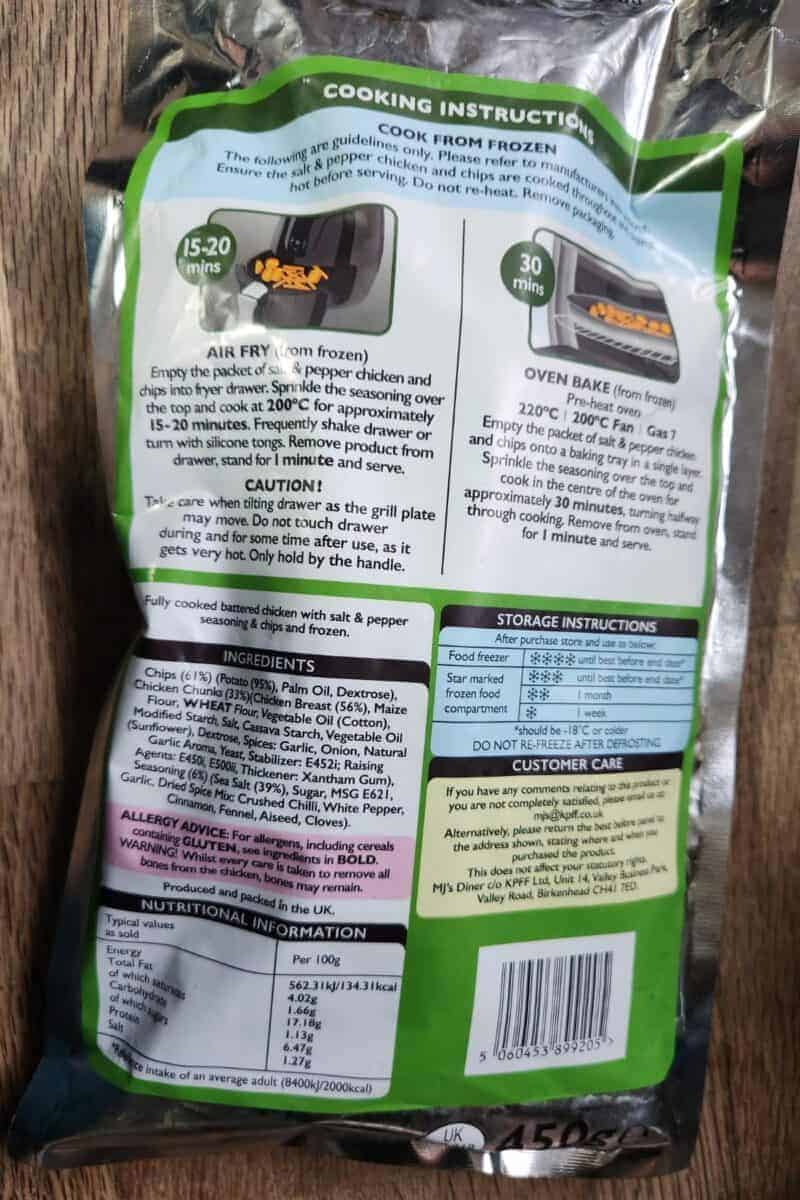 COOKING INSTRUCTIONS
COOK FROM FROZEN
The following are guidelines only. Please refer to manufacturers
Ensure the salt & pepper chicken and chips are cooked throughout
hot before serving. Do not re-heat. Remove packaging.
15-20
mins
AIR FRY (from frozen)
Empty the packet of salt & pepper chicken and
chips into fryer drawer. Sprinkle the seasoning over
the top and cook at 200°C for approximately
15-20 minutes. Frequently shake drawer or
turn with silicone tongs. Remove product from
drawer, stand for 1 minute and serve.
CAUTION!
Take care when tilting drawer as the grill plate
may move. Do not touch drawer
during and for some time after use, as it
gets very hot. Only hold by the handle.
30
mins
OVEN BAKE (from frozen)
Pre-heat oven
220°C | 200°C Fan | Gas 7
Empty the packet of salt & pepper chicken
and chips onto a baking tray in a single layer.
Sprinkle the seasoning over the top and
cook in the centre of the oven for
approximately 30 minutes, turning halfway
through cooking. Remove from oven, stand
for 1 minute and serve.
Fully cooked battered chicken with salt & pepper
seasoning & chips and frozen.
INGREDIENTS
Chips (61%) (Potato (95%), Palm Oil, Dextrose),
Chicken Chunks (33%)(Chicken Breast (56%), Maize
Flour, WHEAT Flour, Vegetable Oil (Cotton),
Modified Starch, Salt, Cassava Starch, Vegetable Oil
(Sunflower), Dextrose, Spices: Garlic, Onion, Natural
Garlic Aroma, Yeast, Stabilizer: E452i; Raising
Agents: E450i, E500ii, Thickener: Xantham Gum),
Seasoning (6%) (Sea Salt (39%), Sugar, MSG E621,
Garlic, Dried Spice Mix: Crushed Chilli, White Pepper,
Cinnamon, Fennel, Aiseed, Cloves).
ALLERGY ADVICE: For allergens, including cereals
containing GLUTEN, see ingredients in BOLD.
WARNING! Whilst every care is taken to remove all
bones from the chicken, bones may remain.
Produced and packed in the UK.
NUTRITIONAL INFORMATION
Typical values
as sold
Per 100g
Energy 562.31kJ/134.31kcal
Total Fat 4.02g
of which saturates 1.66g
Carbohydrate 17.18g
of which sugars 1.13g
Protein 6.47g
Salt 1.27g
intake of an average adult (8400kJ/2000kcal)
STORAGE INSTRUCTIONS
After purchase store and use as below:
Food freezer **** until best before end date*
Star marked
frozen food
compartment
*** until best before end date*
** 1 month
* 1 week
*should be -18°C or colder
DO NOT RE-FREEZE AFTER DEFROSTING
CUSTOMER CARE
If you have any comments relating to this product or
you are not completely satisfied, please email us at:
mjs@kpff.co.uk
Alternatively, please return the best before panel to
the address shown, stating where and when you
purchased the product.
This does not affect your statutory rights.
MJ's Diner c/o KPFF Ltd, Unit 14, Valley Business Park,
Valley Road, Birkenhead CH41 7ED.
5 060453 899205 >
UK
450g